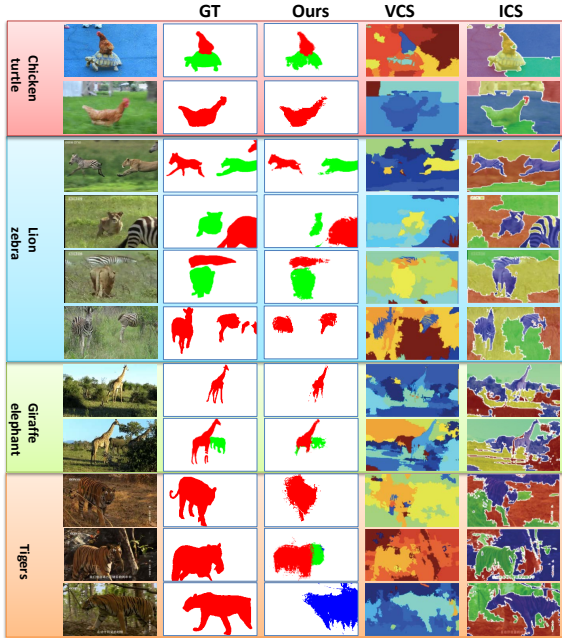 GT Ours VCS ICS
Chicken
turtle
Lion
zebra
Giraffe
elephant
Tigers